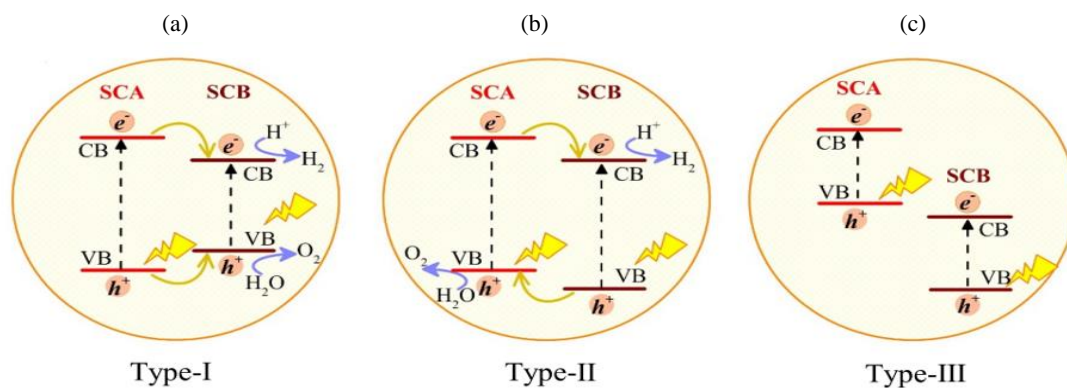 (a)
(b)
(c)
SCA SCB
e⁻
CB
e⁻
H⁺
H₂
CB
VB
h⁺
VB
h⁺
O₂
H₂O
Type-I
SCA SCB
e⁻
CB
e⁻
H⁺
H₂
CB
O₂
VB
H₂O
h⁺
VB
h⁺
Type-II
SCA
e⁻
CB
VB
h⁺
SCB
e⁻
CB
VB
h⁺
Type-III